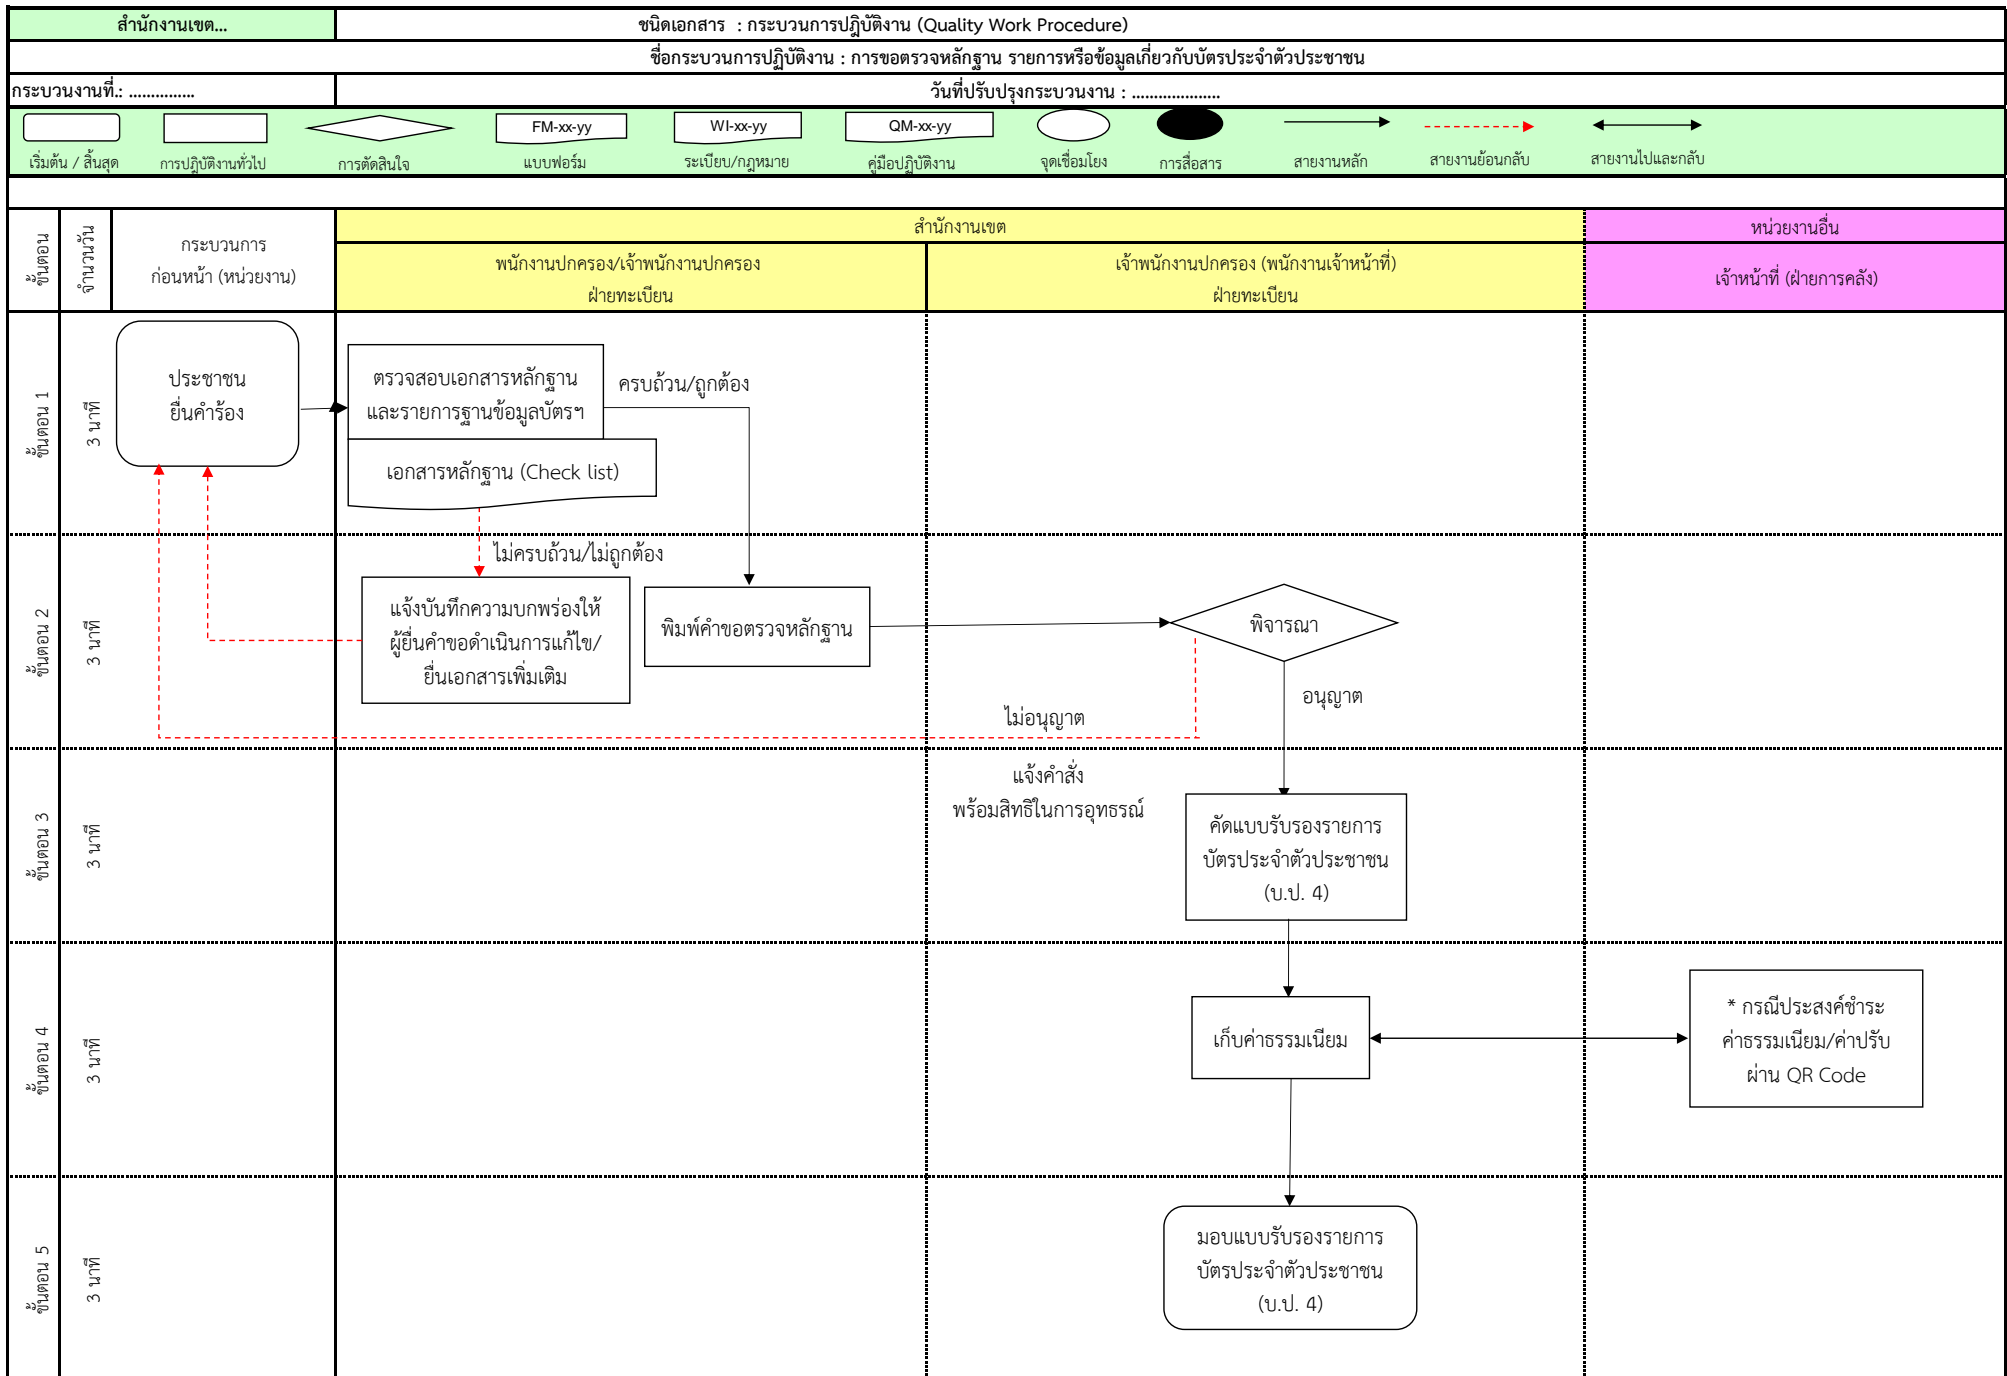 สำนักงานเขต...
ชนิดเอกสาร : กระบวนการปฏิบัติงาน (Quality Work Procedure)
ชื่อกระบวนการปฏิบัติงาน : การขอตรวจหลักฐาน รายการหรือข้อมูลเกี่ยวกับบัตรประจำตัวประชาชน
กระบวนงานที่.: ...............
วันที่ปรับปรุงกระบวนงาน : ....................
FM-xx-yy
WI-xx-yy
QM-xx-yy
เริ่มต้น / สิ้นสุด
การปฏิบัติงานทั่วไป
การตัดสินใจ
แบบฟอร์ม
ระเบียบ/กฎหมาย
คู่มือปฏิบัติงาน
จุดเชื่อมโยง
การสื่อสาร
สายงานหลัก
สายงานย้อนกลับ
สายงานไปและกลับ
ขั้นตอน
จำนวนวัน
กระบวนการ
ก่อนหน้า (หน่วยงาน)
สำนักงานเขต
หน่วยงานอื่น
พนักงานปกครอง/เจ้าพนักงานปกครอง
ฝ่ายทะเบียน
เจ้าพนักงานปกครอง (พนักงานเจ้าหน้าที่)
ฝ่ายทะเบียน
เจ้าหน้าที่ (ฝ่ายการคลัง)
ขั้นตอน 1
3 นาที
ประชาชน
ยื่นคำร้อง
ตรวจสอบเอกสารหลักฐาน
และรายการฐานข้อมูลบัตรฯ
ครบถ้วน/ถูกต้อง
เอกสารหลักฐาน (Check list)
ขั้นตอน 2
3 นาที
ไม่ครบถ้วน/ไม่ถูกต้อง
แจ้งบันทึกความบกพร่องให้
ผู้ยื่นคำขอดำเนินการแก้ไข/
ยื่นเอกสารเพิ่มเติม
พิมพ์คำขอตรวจหลักฐาน
พิจารณา
อนุญาต
ไม่อนุญาต
ขั้นตอน 3
3 นาที
แจ้งคำสั่ง
พร้อมสิทธิในการอุทธรณ์
คัดแบบรับรองรายการ
บัตรประจำตัวประชาชน
(บ.ป. 4)
ขั้นตอน 4
3 นาที
เก็บค่าธรรมเนียม
* กรณีประสงค์ชำระ
ค่าธรรมเนียม/ค่าปรับ
ผ่าน QR Code
ขั้นตอน 5
3 นาที
มอบแบบรับรองรายการ
บัตรประจำตัวประชาชน
(บ.ป. 4)